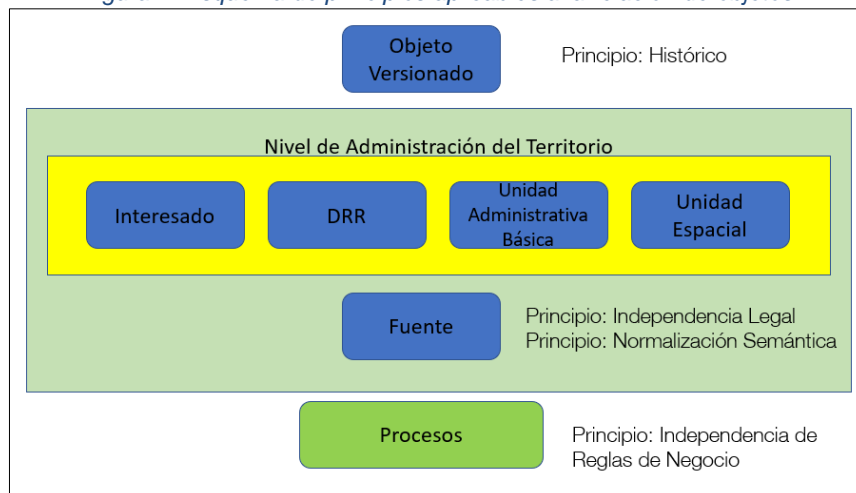 Objeto
Versionado
Principio: Histórico
Nivel de Administración del Territorio
Interesado
DRR
Unidad
Administrativa
Básica
Unidad
Espacial
Fuente
Principio: Independencia Legal
Principio: Normalización Semántica
Procesos
Principio: Independencia de
Reglas de Negocio